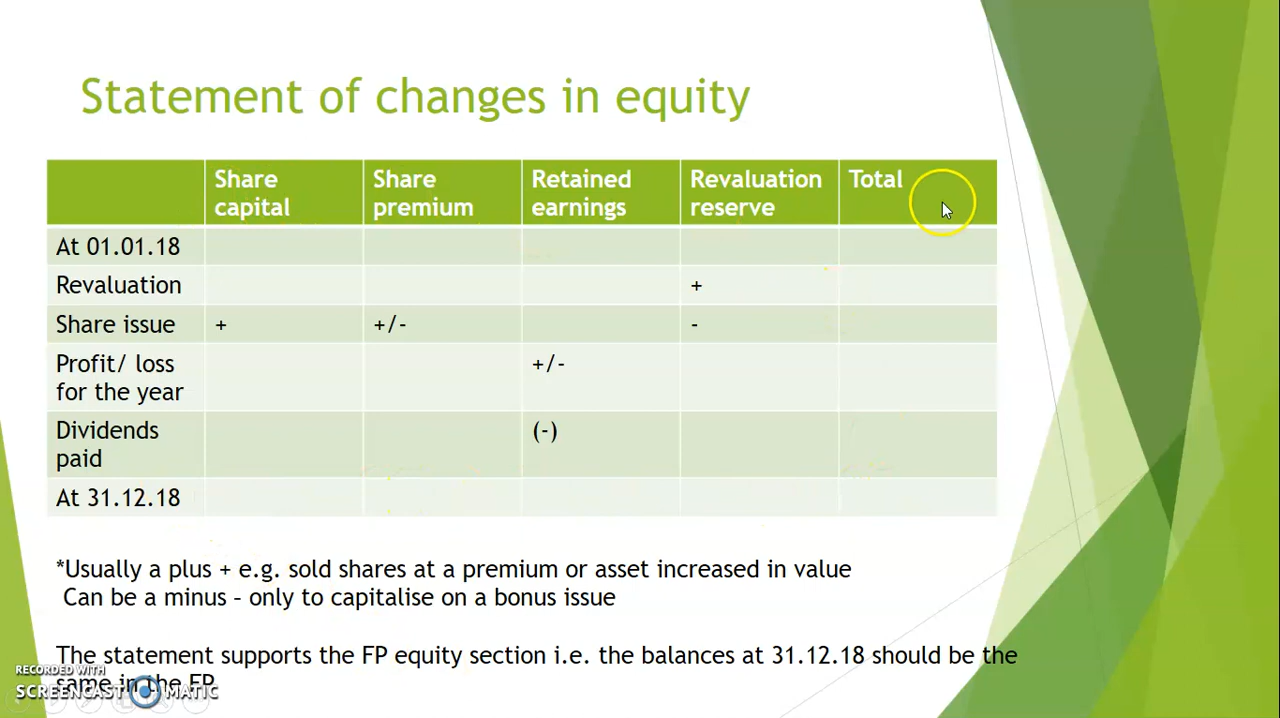 Statement of changes in equity
Share capital
Share premium
Retained earnings
Revaluation reserve
Total
At 01.01.18
Revaluation +
Share issue + +/- -
Profit/ loss for the year +/-
Dividends paid (-)
At 31.12.18
*Usually a plus + e.g. sold shares at a premium or asset increased in value
Can be a minus – only to capitalise on a bonus issue
The statement supports the FP equity section i.e. the balances at 31.12.18 should be the
same in the FP
RECORDED WITH
SCREENCAST MATIC